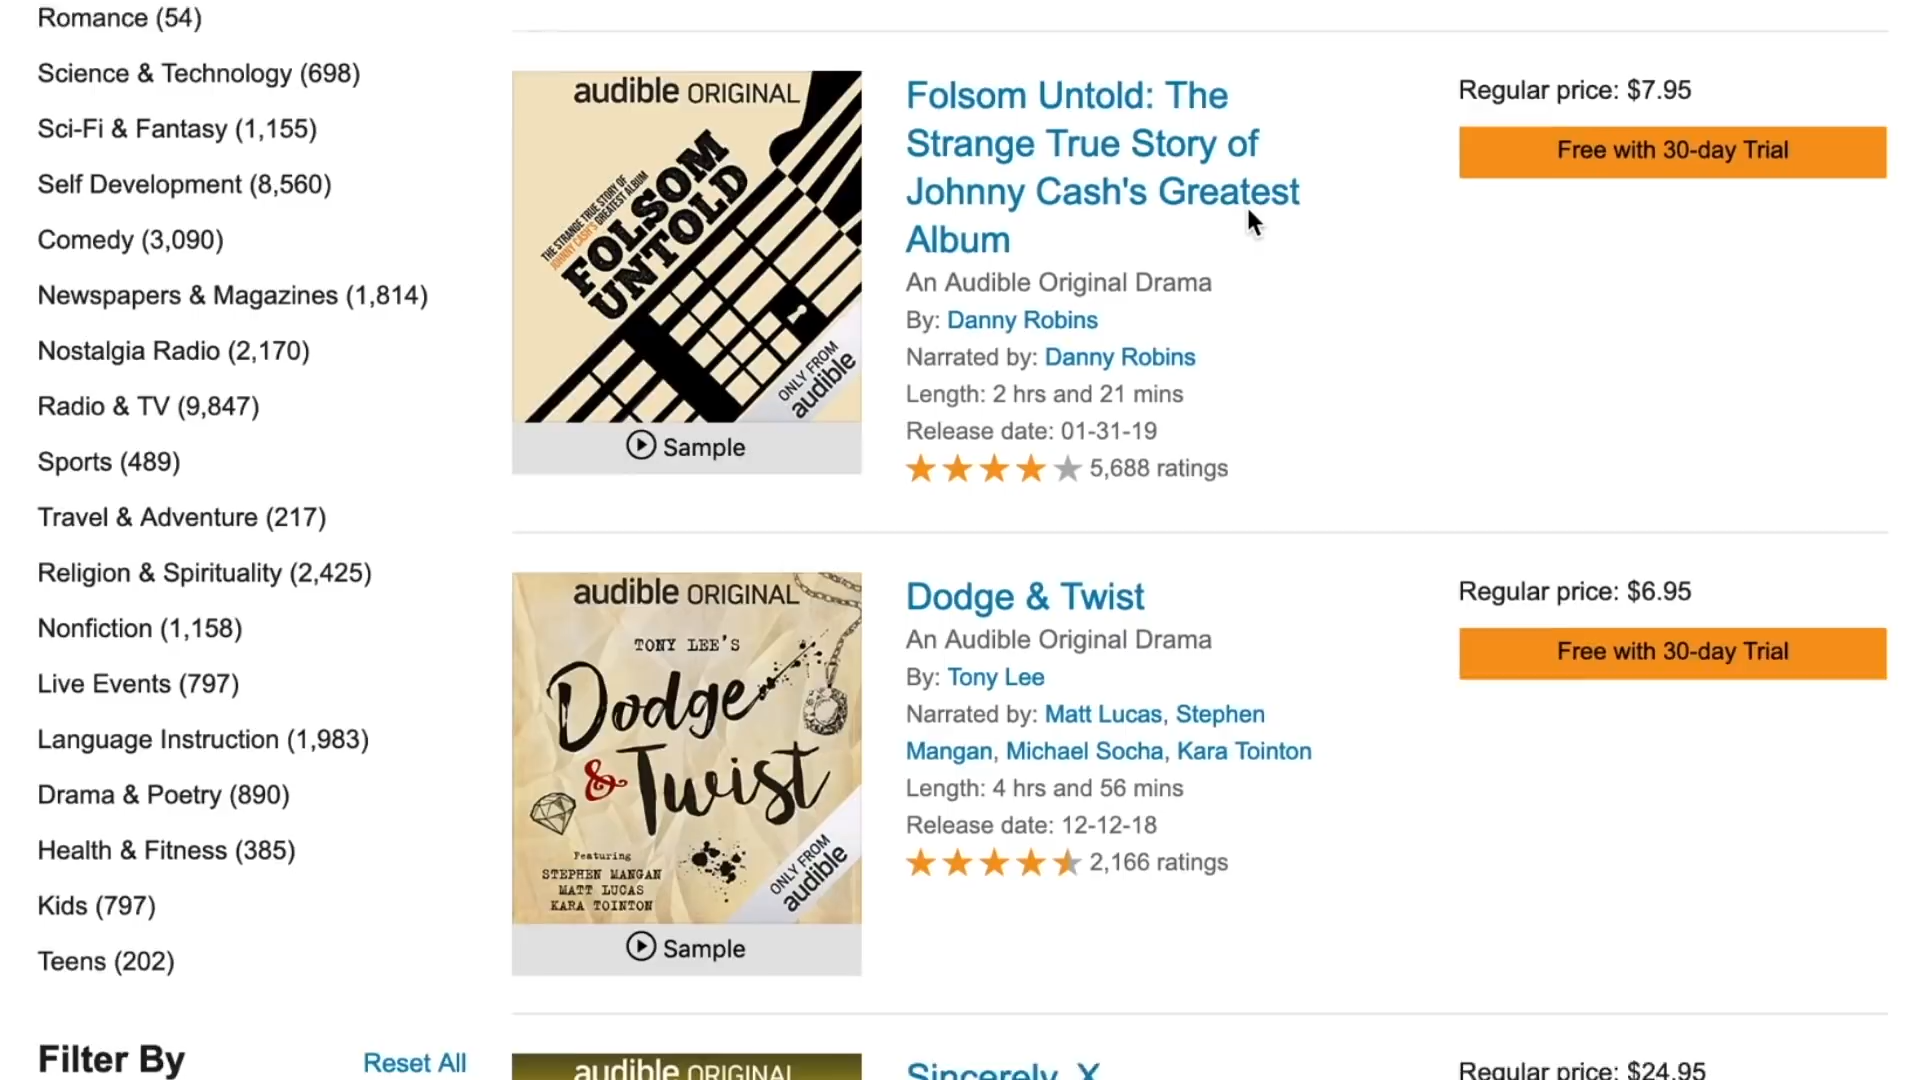 Romance (54)
Science & Technology (698)
Sci-Fi & Fantasy (1,155)
Self Development (8,560)
Comedy (3,090)
Newspapers & Magazines (1,814)
Nostalgia Radio (2,170)
Radio & TV (9,847)
Sports (489)
Travel & Adventure (217)
Religion & Spirituality (2,425)
Nonfiction (1,158)
Live Events (797)
Language Instruction (1,983)
Drama & Poetry (890)
Health & Fitness (385)
Kids (797)
Teens (202)
Filter By
Reset All
audible ORIGINAL
THE STRANGE TRUE STORY OF
JOHNNY CASH'S GREATEST ALBUM
FOLSOM
UNTOLD
ONLY FROM
audible
Sample
Folsom Untold: The
Strange True Story of
Johnny Cash's Greatest
Album
An Audible Original Drama
By: Danny Robins
Narrated by: Danny Robins
Length: 2 hrs and 21 mins
Release date: 01-31-19
5,688 ratings
Regular price: $7.95
Free with 30-day Trial
audible ORIGINAL
TONY LEE'S
Dodge
& Twist
Featuring
STEPHEN MANGAN
MATT LUCAS
KARA TOINTON
ONLY FROM
audible
Sample
Dodge & Twist
An Audible Original Drama
By: Tony Lee
Narrated by: Matt Lucas, Stephen
Mangan, Michael Socha, Kara Tointon
Length: 4 hrs and 56 mins
Release date: 12-12-18
2,166 ratings
Regular price: $6.95
Free with 30-day Trial
audible ORIGINAL
Sincerely, X
Regular price: $24.95